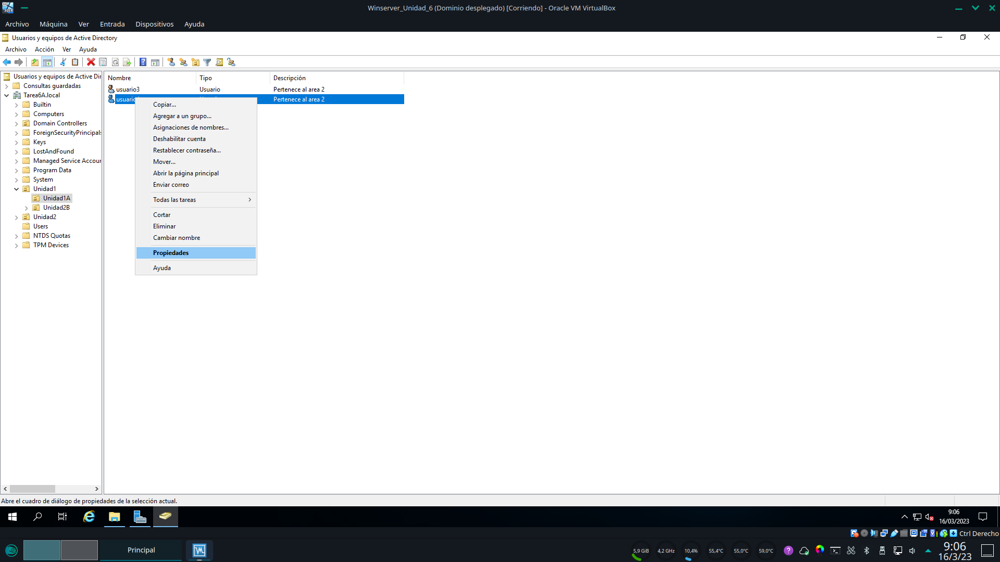 Winserver_Unidad_6 (Dominio desplegado) [Corriendo] - Oracle VM VirtualBox
Archivo Máquina Ver Entrada Dispositivos Ayuda
Usuarios y equipos de Active Directory
Archivo Acción Ver Ayuda
Usuarios y equipos de Active Dir
Consultas guardadas
Tarea6A.local
Builtin
Computers
Domain Controllers
ForeignSecurityPrincipals
Keys
LostAndFound
Managed Service Accour
Program Data
System
Unidad1
Unidad1A
Unidad2B
Unidad2
Users
NTDS Quotas
TPM Devices
Nombre Tipo Descripción
usuario3 Usuario Pertenece al area 2
usuario Pertenece al area 2
Copiar...
Agregar a un grupo...
Asignaciones de nombres...
Deshabilitar cuenta
Restablecer contraseña...
Mover...
Abrir la página principal
Enviar correo
Todas las tareas
Cortar
Eliminar
Cambiar nombre
Propiedades
Ayuda
Abre el cuadro de diálogo de propiedades de la selección actual.
9:06
16/03/2023
Ctrl Derecho
Principal
5,9 GiB 4,2 GHz 10,4% 55,4°C 55,0°C 59,0°C
9:06
16/3/23